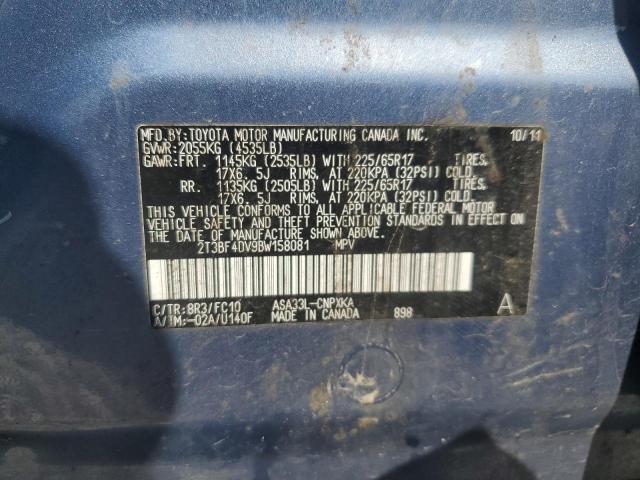 MFD.BY:TOYOTA MOTOR MANUFACTURING CANADA INC. 10/11
GVWR:2055KG (4535LB)
GAWR:FRT. 1145KG (2535LB) WITH 225/65R17 TIRES,
17X6.5J RIMS, AT 220KPA (32PSI) COLD.
RR. 1135KG (2505LB) WITH 225/65R17 TIRES,
17X6.5J RIMS, AT 220KPA (32PSI) COLD.
THIS VEHICLE CONFORMS TO ALL APPLICABLE FEDERAL MOTOR
VEHICLE SAFETY AND THEFT PREVENTION STANDARDS IN EFFECT ON
THE DATE OF MANUFACTURE SHOWN ABOVE.
2T3BF4DV9BW158081 MPV
C/TR:8R3/FC10 ASA33L-CNPXKA A
A/TM:-02A/U140F MADE IN CANADA 898